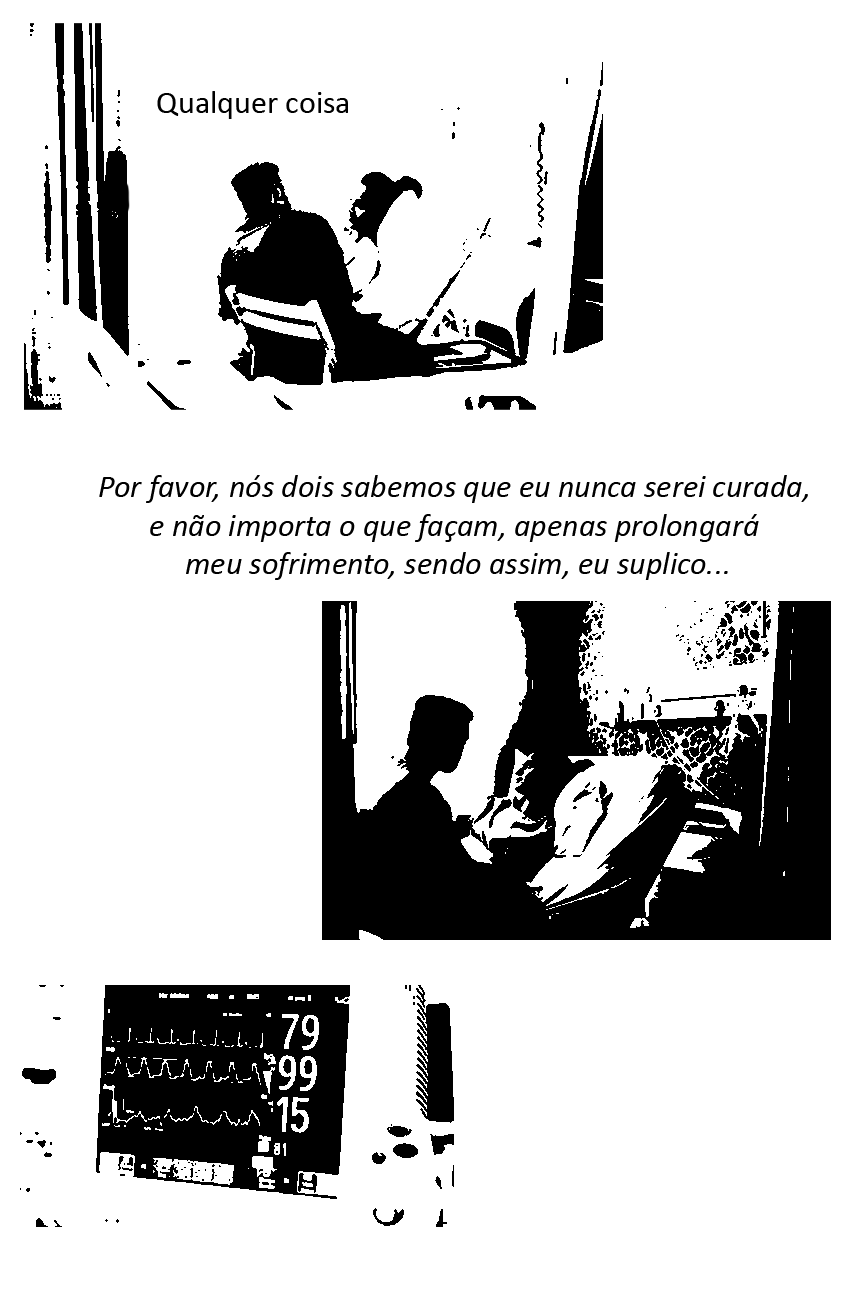 Qualquer coisa
Por favor, nós dois sabemos que eu nunca serei curada,
e não importa o que façam, apenas prolongará
meu sofrimento, sendo assim, eu suplico...
79
99
15
81